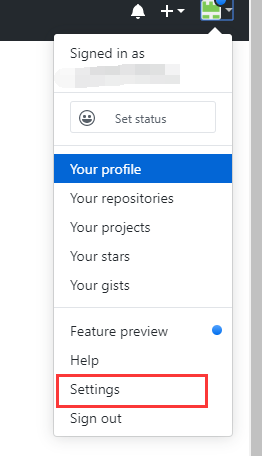 Signed in as
Set status
Your profile
Your repositories
Your projects
Your stars
Your gists
Feature preview
Help
Settings
Sign out